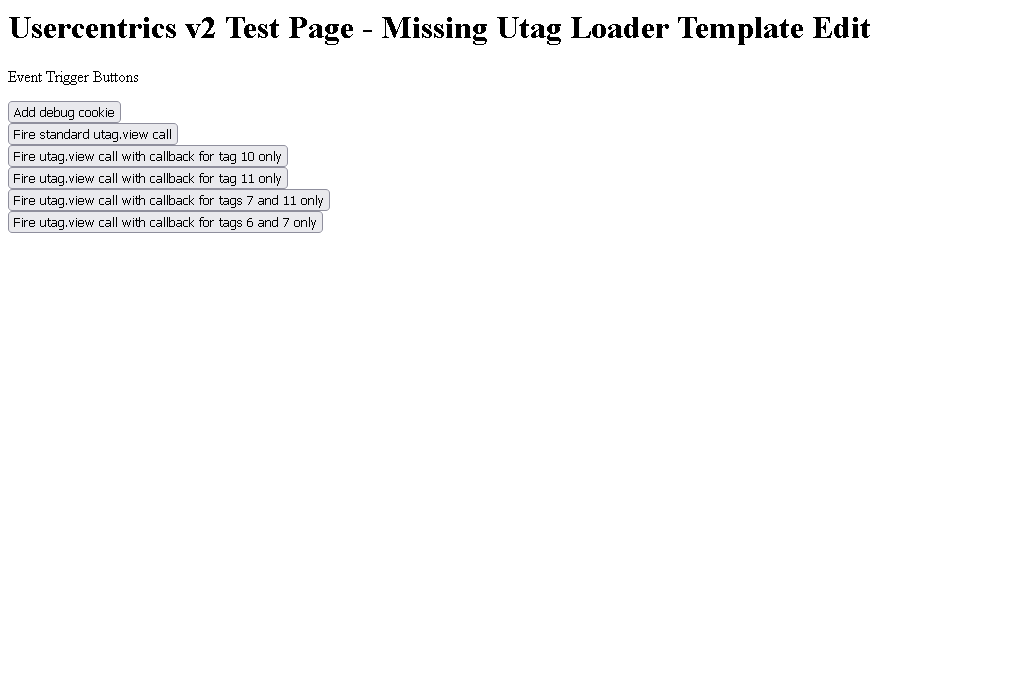 Usercentrics v2 Test Page - Missing Utag Loader Template Edit
Event Trigger Buttons
Add debug cookie
Fire standard utag.view call
Fire utag.view call with callback for tag 10 only
Fire utag.view call with callback for tag 11 only
Fire utag.view call with callback for tags 7 and 11 only
Fire utag.view call with callback for tags 6 and 7 only